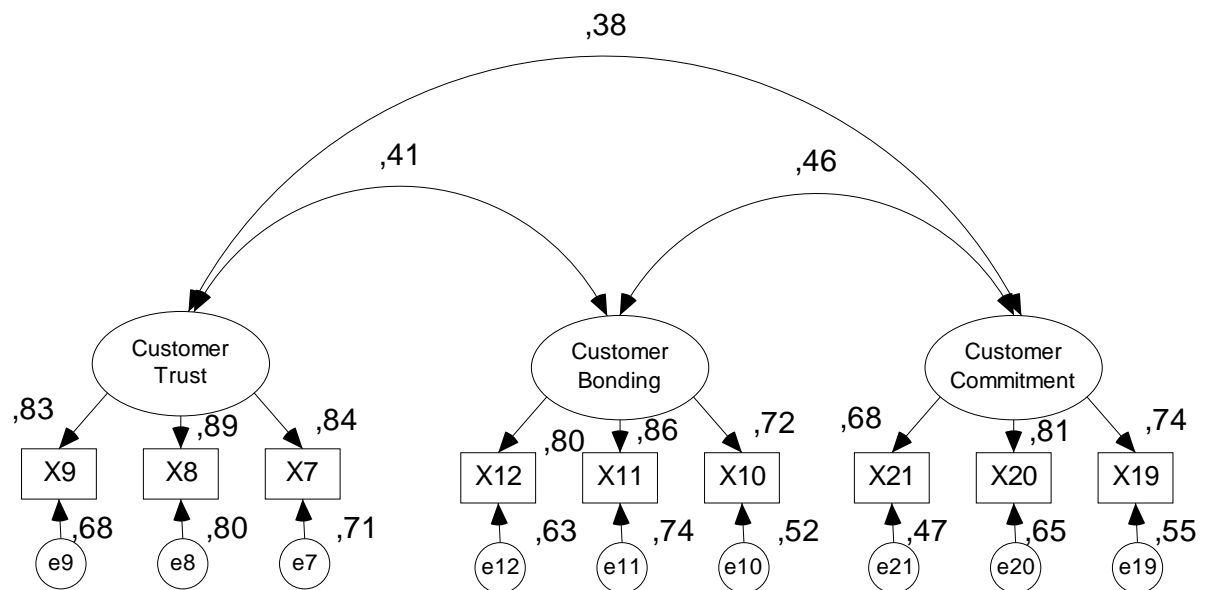 ,38
,41
,46
Customer
Trust
Customer
Bonding
Customer
Commitment
,83
,89
,84
,80
,86
,72
,68
,81
,74
X9
X8
X7
X12
X11
X10
X21
X20
X19
,68
,80
,71
,63
,74
,52
,47
,65
,55
e9
e8
e7
e12
e11
e10
e21
e20
e19